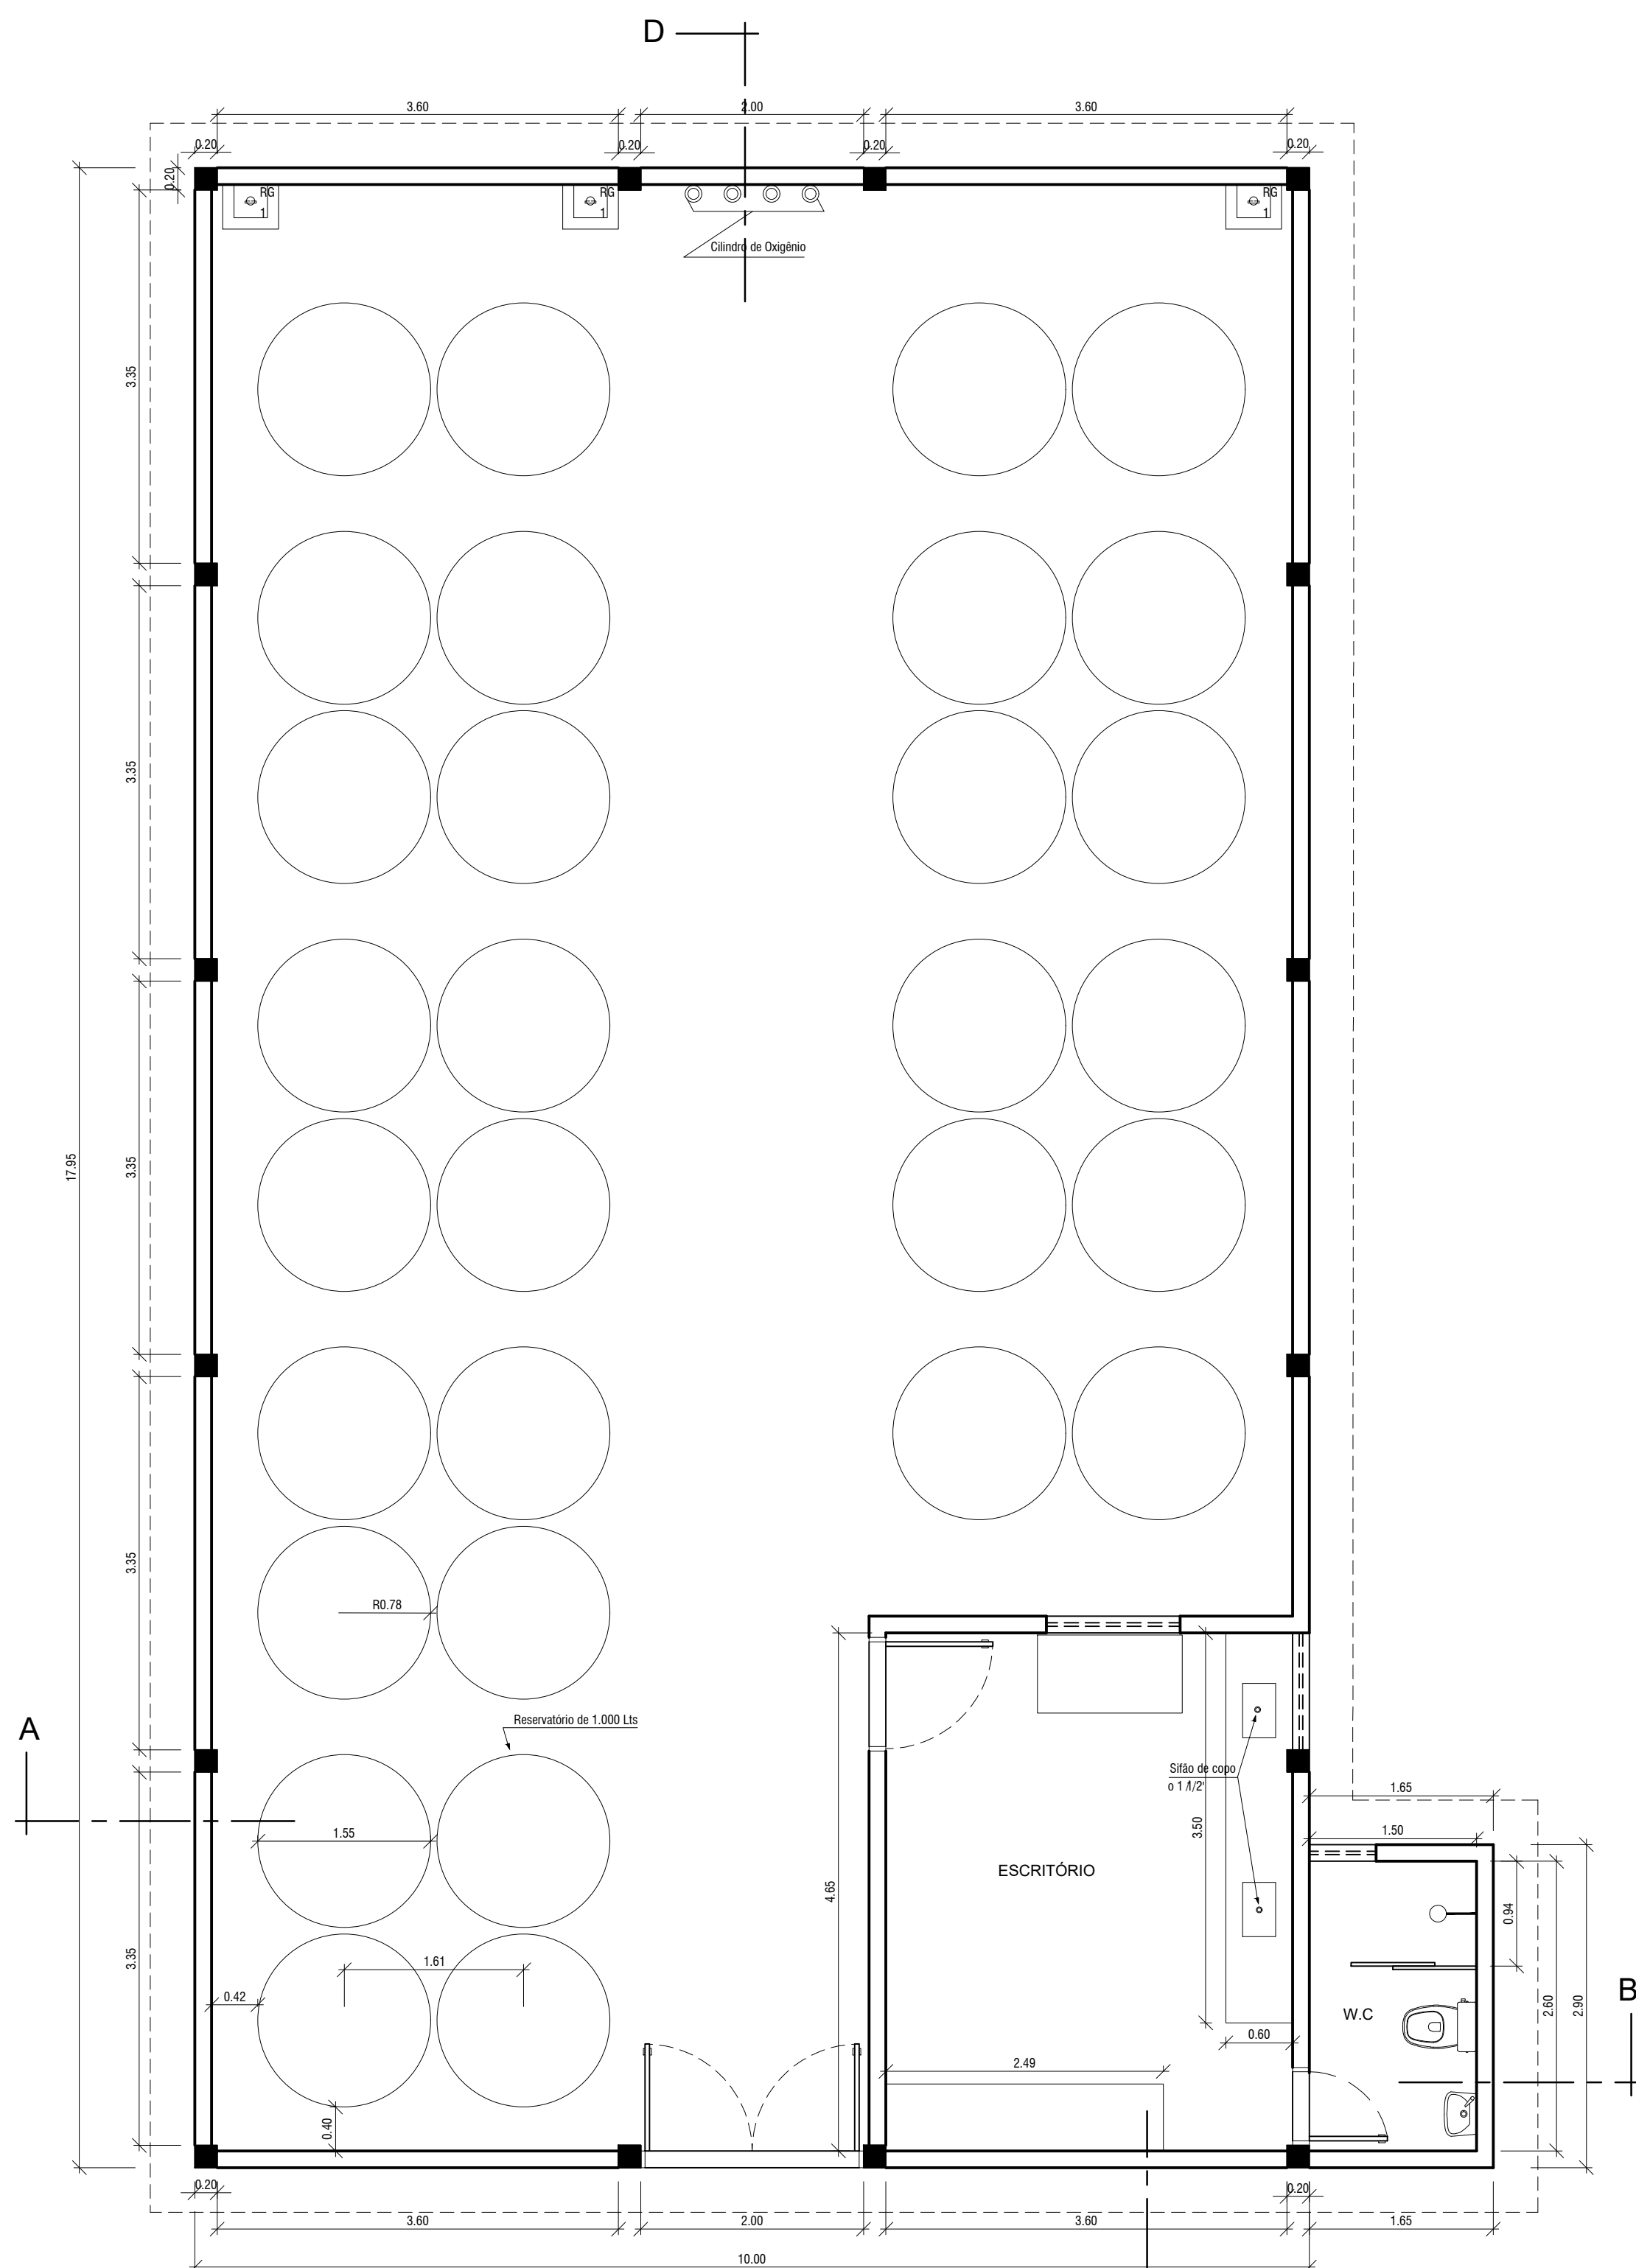 D
3.60
2.00
3.60
0.20
0.20
0.20
0.20
0.20
RG
1
RG
1
RG
1
Cilindro de Oxigênio
3.35
3.35
3.35
17.95
3.35
3.35
R0.78
A
Reservatório de 1.000 Lts
Sifão de copo
o 1 /1/2'
1.65
1.50
3.50
1.55
4.65
ESCRITÓRIO
0.94
1.61
0.42
W.C
2.60
2.90
B
0.60
2.49
0.40
0.20
0.20
3.60
2.00
3.60
1.65
10.00